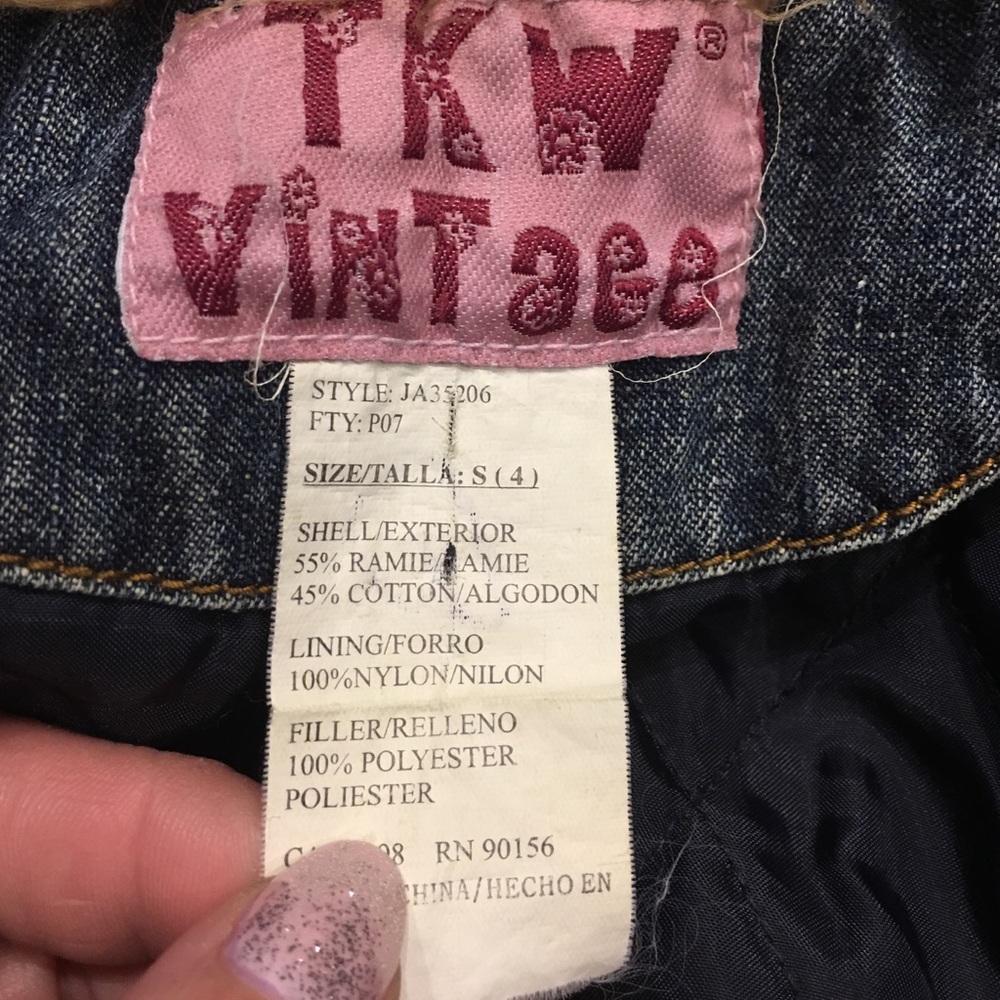 TKW®
ViNTaGe
STYLE: JA35206
FTY: P07
SIZE/TALLA: S ( 4 )
SHELL/EXTERIOR
55% RAMIE/RAMIE
45% COTTON/ALGODON
LINING/FORRO
100%NYLON/NILON
FILLER/RELLENO
100% POLYESTER
POLIESTER
RN 90156
CHINA/HECHO EN